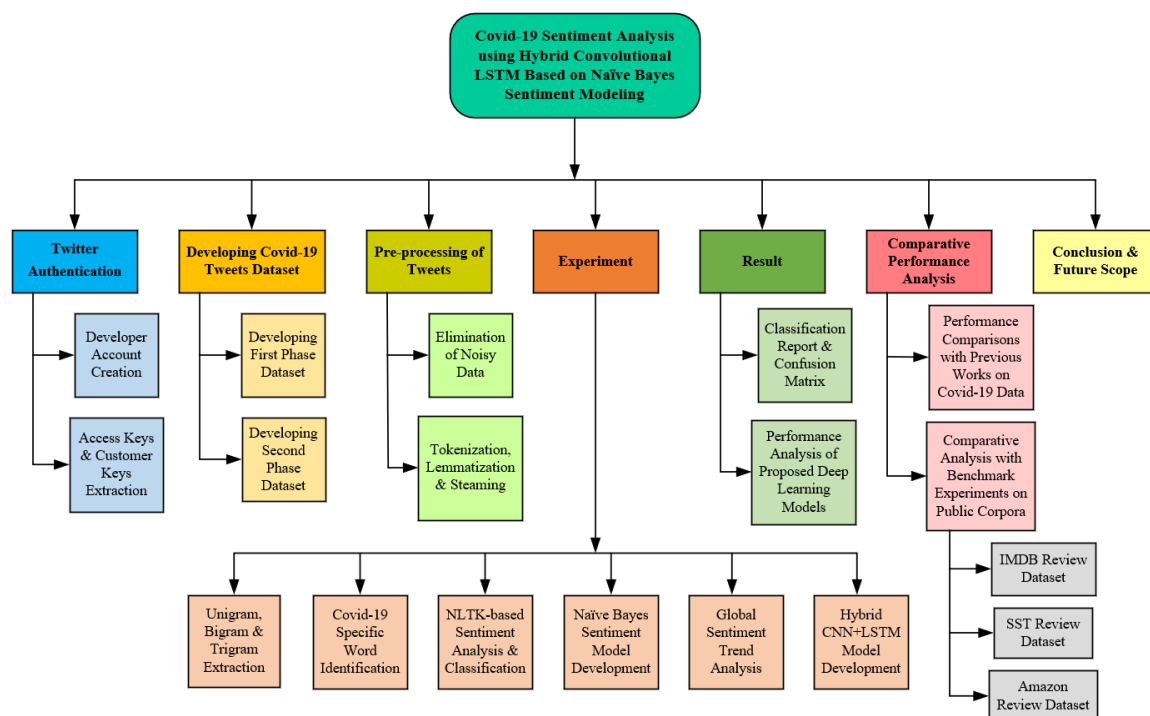 Covid-19 Sentiment Analysis
using Hybrid Convolutional
LSTM Based on Naïve Bayes
Sentiment Modeling
Twitter
Authentication
Developing Covid-19
Tweets Dataset
Pre-processing of
Tweets
Experiment
Result
Comparative
Performance
Analysis
Conclusion &
Future Scope
Developer
Account
Creation
Access Keys
& Customer
Keys
Extraction
Developing
First Phase
Dataset
Developing
Second
Phase
Dataset
Elimination
of Noisy
Data
Tokenization,
Lemmatization
& Steaming
Classification
Report &
Confusion
Matrix
Performance
Analysis of
Proposed Deep
Learning
Models
Performance
Comparisons
with Previous
Works on
Covid-19 Data
Comparative
Analysis with
Benchmark
Experiments on
Public Corpora
IMDB Review
Dataset
SST Review
Dataset
Amazon
Review Dataset
Unigram,
Bigram &
Trigram
Extraction
Covid-19
Specific
Word
Identification
NLTK-based
Sentiment
Analysis &
Classification
Naïve Bayes
Sentiment
Model
Development
Global
Sentiment
Trend
Analysis
Hybrid
CNN+LSTM
Model
Development